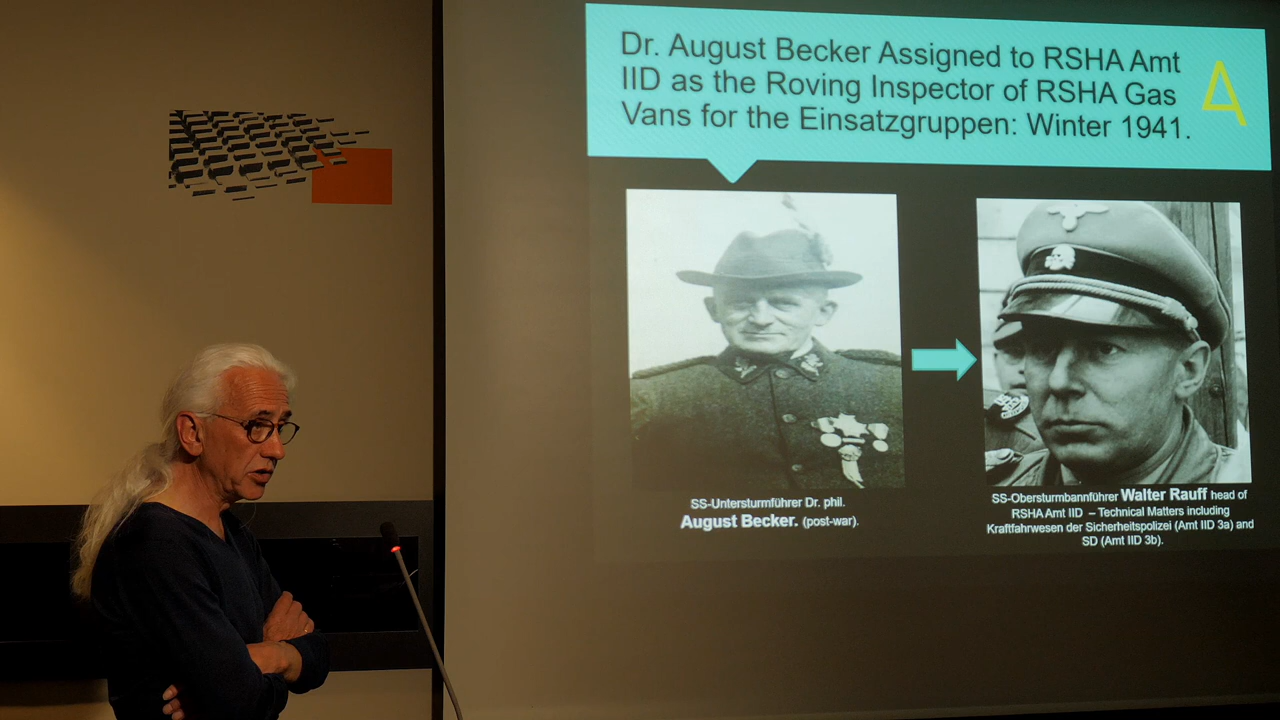 Dr. August Becker Assigned to RSHA Amt
IID as the Roving Inspector of RSHA Gas
Vans for the Einsatzgruppen: Winter 1941.
SS-Untersturmführer Dr. phil.
August Becker. (post-war).
SS-Obersturmbannführer Walter Rauff head of
RSHA Amt IID – Technical Matters including
Kraftfahrwesen der Sicherheitspolizei (Amt IID 3a) and
SD (Amt IID 3b).